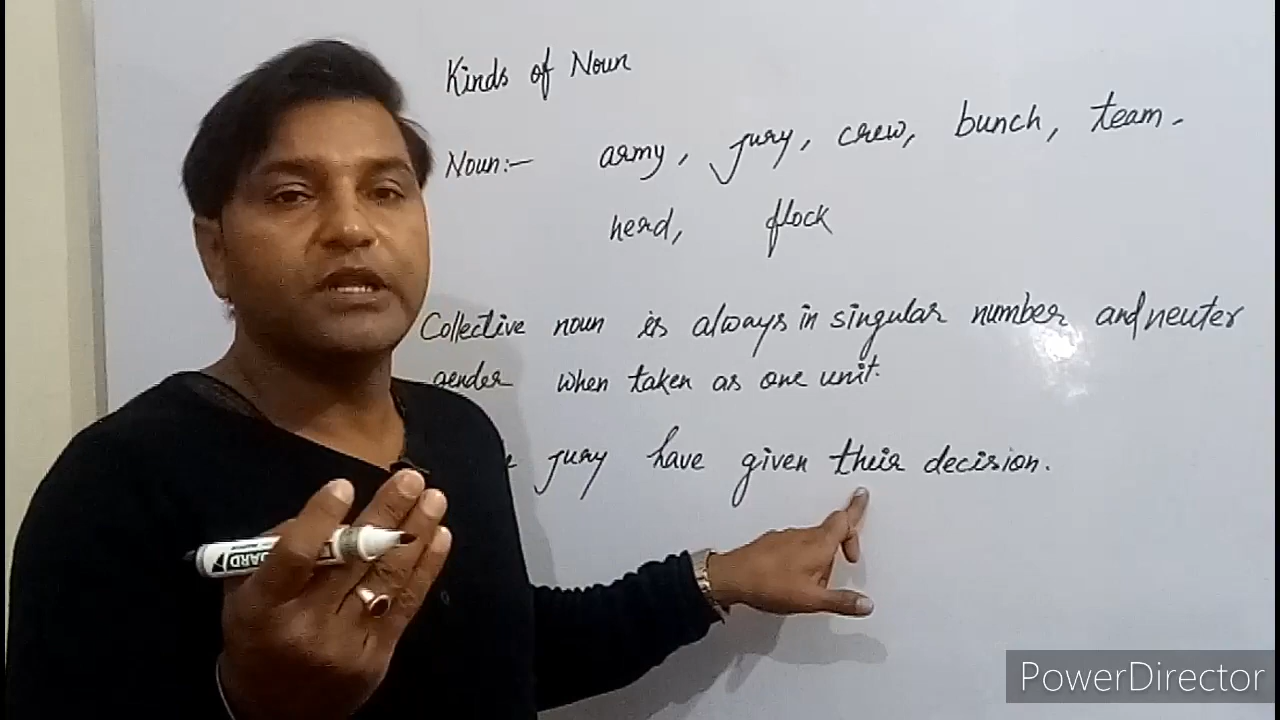 Kinds of Noun
Noun:- army, jury, crew, bunch, team,
herd, flock
Collective noun is always in singular number and neuter
gender when taken as one unit.
jury have given their decision.
PowerDirector